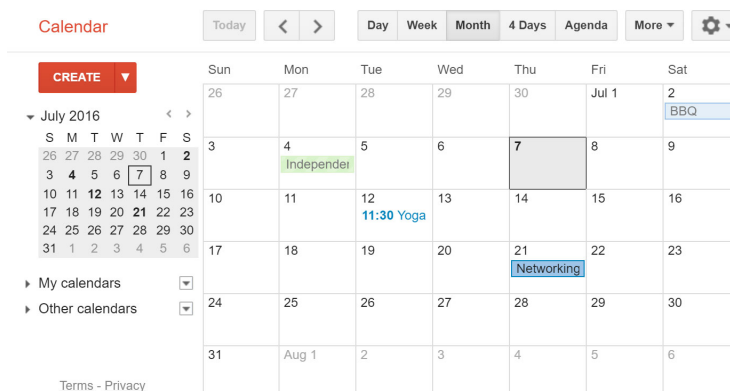 Calendar
Today
Day Week Month 4 Days Agenda
More
CREATE
July 2016
S M T W T F S
26 27 28 29 30 1 2
3 4 5 6 7 8 9
10 11 12 13 14 15 16
17 18 19 20 21 22 23
24 25 26 27 28 29 30
31 1 2 3 4 5 6
My calendars
Other calendars
Terms - Privacy
Sun Mon Tue Wed Thu Fri Sat
26 27 28 29 30 Jul 1 2
BBQ
3 4 5 6 7 8 9
Independer
10 11 12 13 14 15 16
11:30 Yoga
17 18 19 20 21 22 23
Networking
24 25 26 27 28 29 30
31 Aug 1 2 3 4 5 6